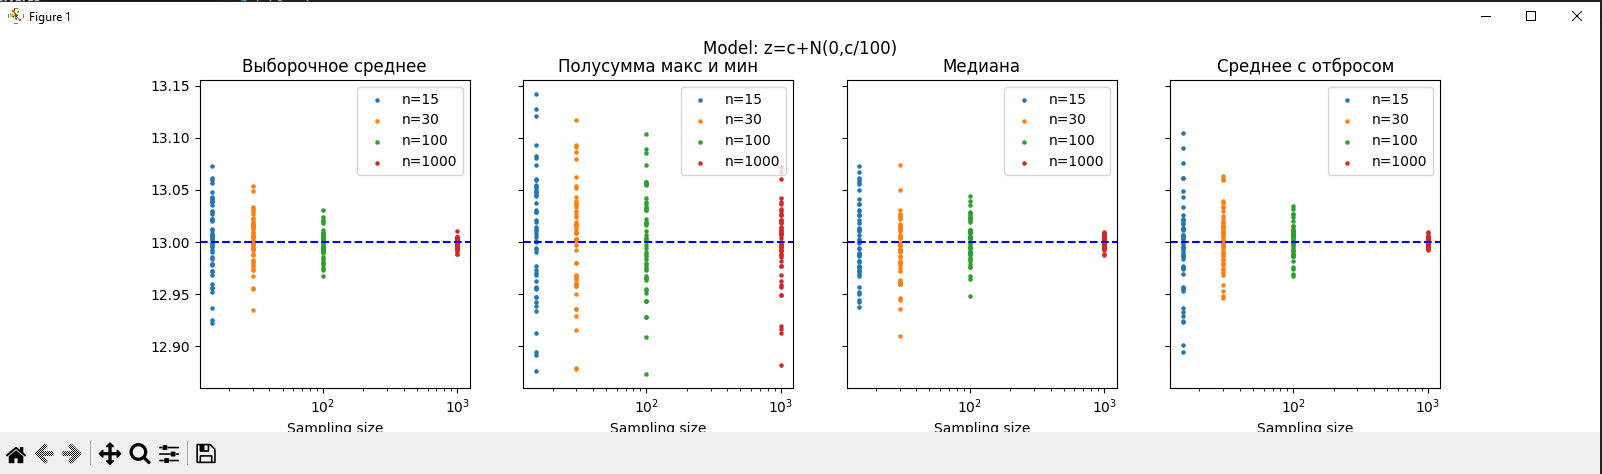 Figure 1
Model: z=c+N(0,c/100)
Выборочное среднее
13.15
13.10
13.05
13.00
12.95
12.90
n=15
n=30
n=100
n=1000
10²
10³
Sampling size
Полусумма макс и мин
n=15
n=30
n=100
n=1000
10²
10³
Sampling size
Медиана
n=15
n=30
n=100
n=1000
10²
10³
Sampling size
Среднее с отбросом
n=15
n=30
n=100
n=1000
10²
10³
Sampling size